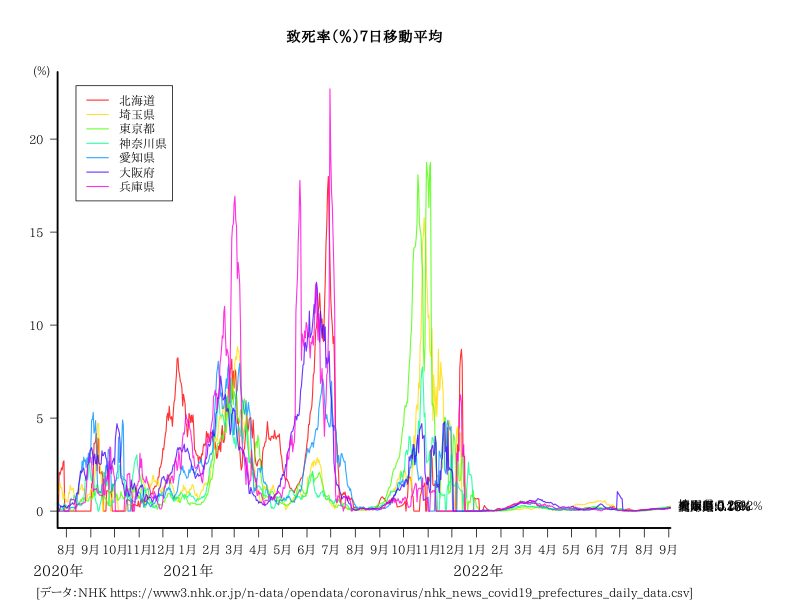 致死率(%)7日移動平均
(%)
北海道
埼玉県
東京都
神奈川県
愛知県
大阪府
兵庫県
20
15
10
5
0
8月 9月 10月 11月 12月 1月 2月 3月 4月 5月 6月 7月 8月 9月 10月 11月 12月 1月 2月 3月 4月 5月 6月 7月 8月 9月
2020年 2021年 2022年
[データ:NHK https://www3.nhk.or.jp/n-data/opendata/coronavirus/nhk_news_covid19_prefectures_daily_data.csv]